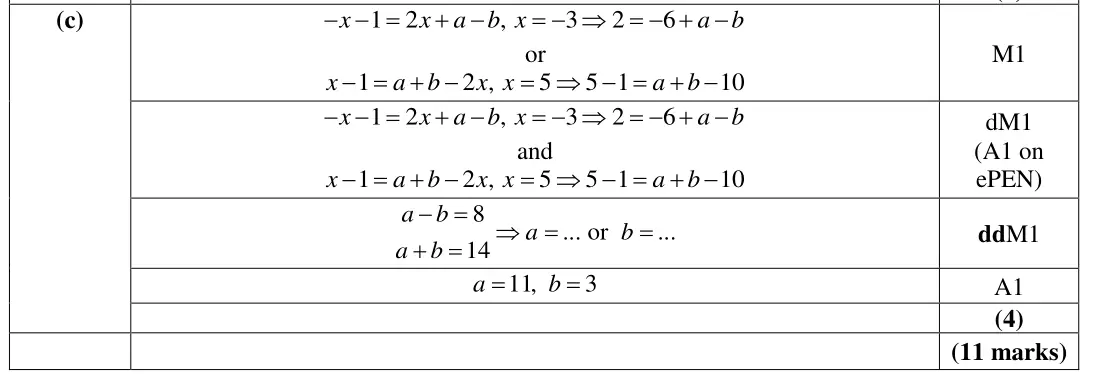 (c)
−x−1=2x+a−b, x=−3⇒2=−6+a−b
or
x−1=a+b−2x, x=5⇒5−1=a+b−10
M1
−x−1=2x+a−b, x=−3⇒2=−6+a−b
and
x−1=a+b−2x, x=5⇒5−1=a+b−10
dM1
(A1 on
ePEN)
a−b=8
a+b=14
⇒a=... or b=...
ddM1
a=11, b=3
A1
(4)
(11 marks)